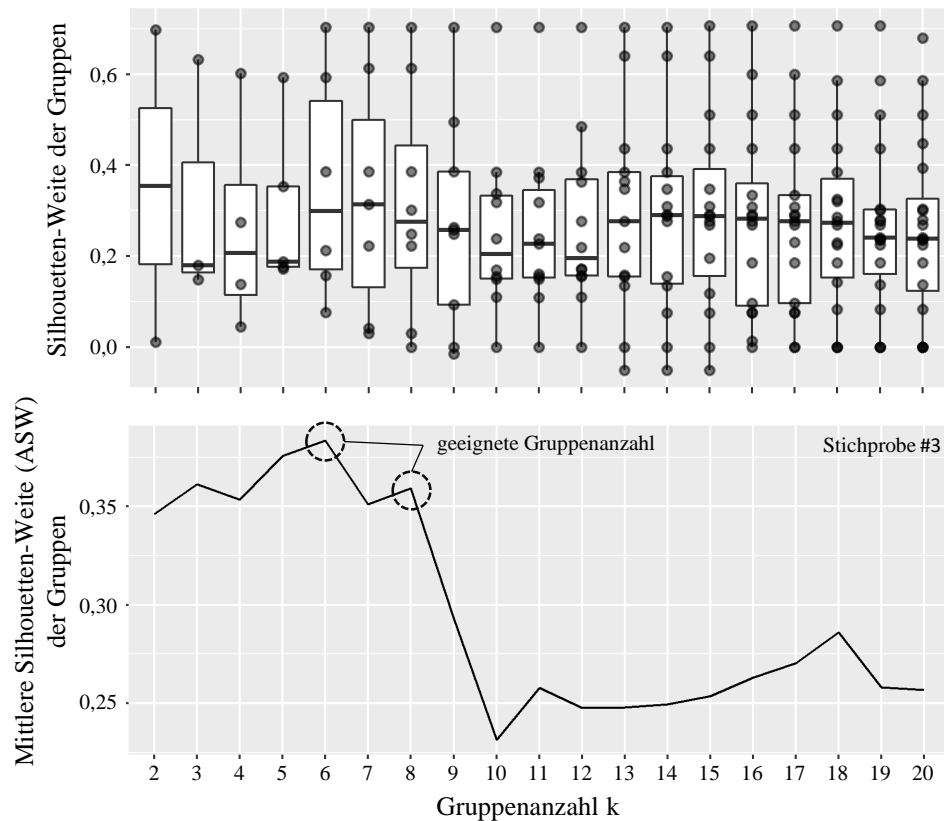 Silhouetten-Weite der Gruppen
0,6
0,4
0,2
0,0
Mittlere Silhouetten-Weite (ASW)
der Gruppen
geeignete Gruppenanzahl
Stichprobe #3
0,35
0,30
0,25
2 3 4 5 6 7 8 9 10 11 12 13 14 15 16 17 18 19 20
Gruppenanzahl k